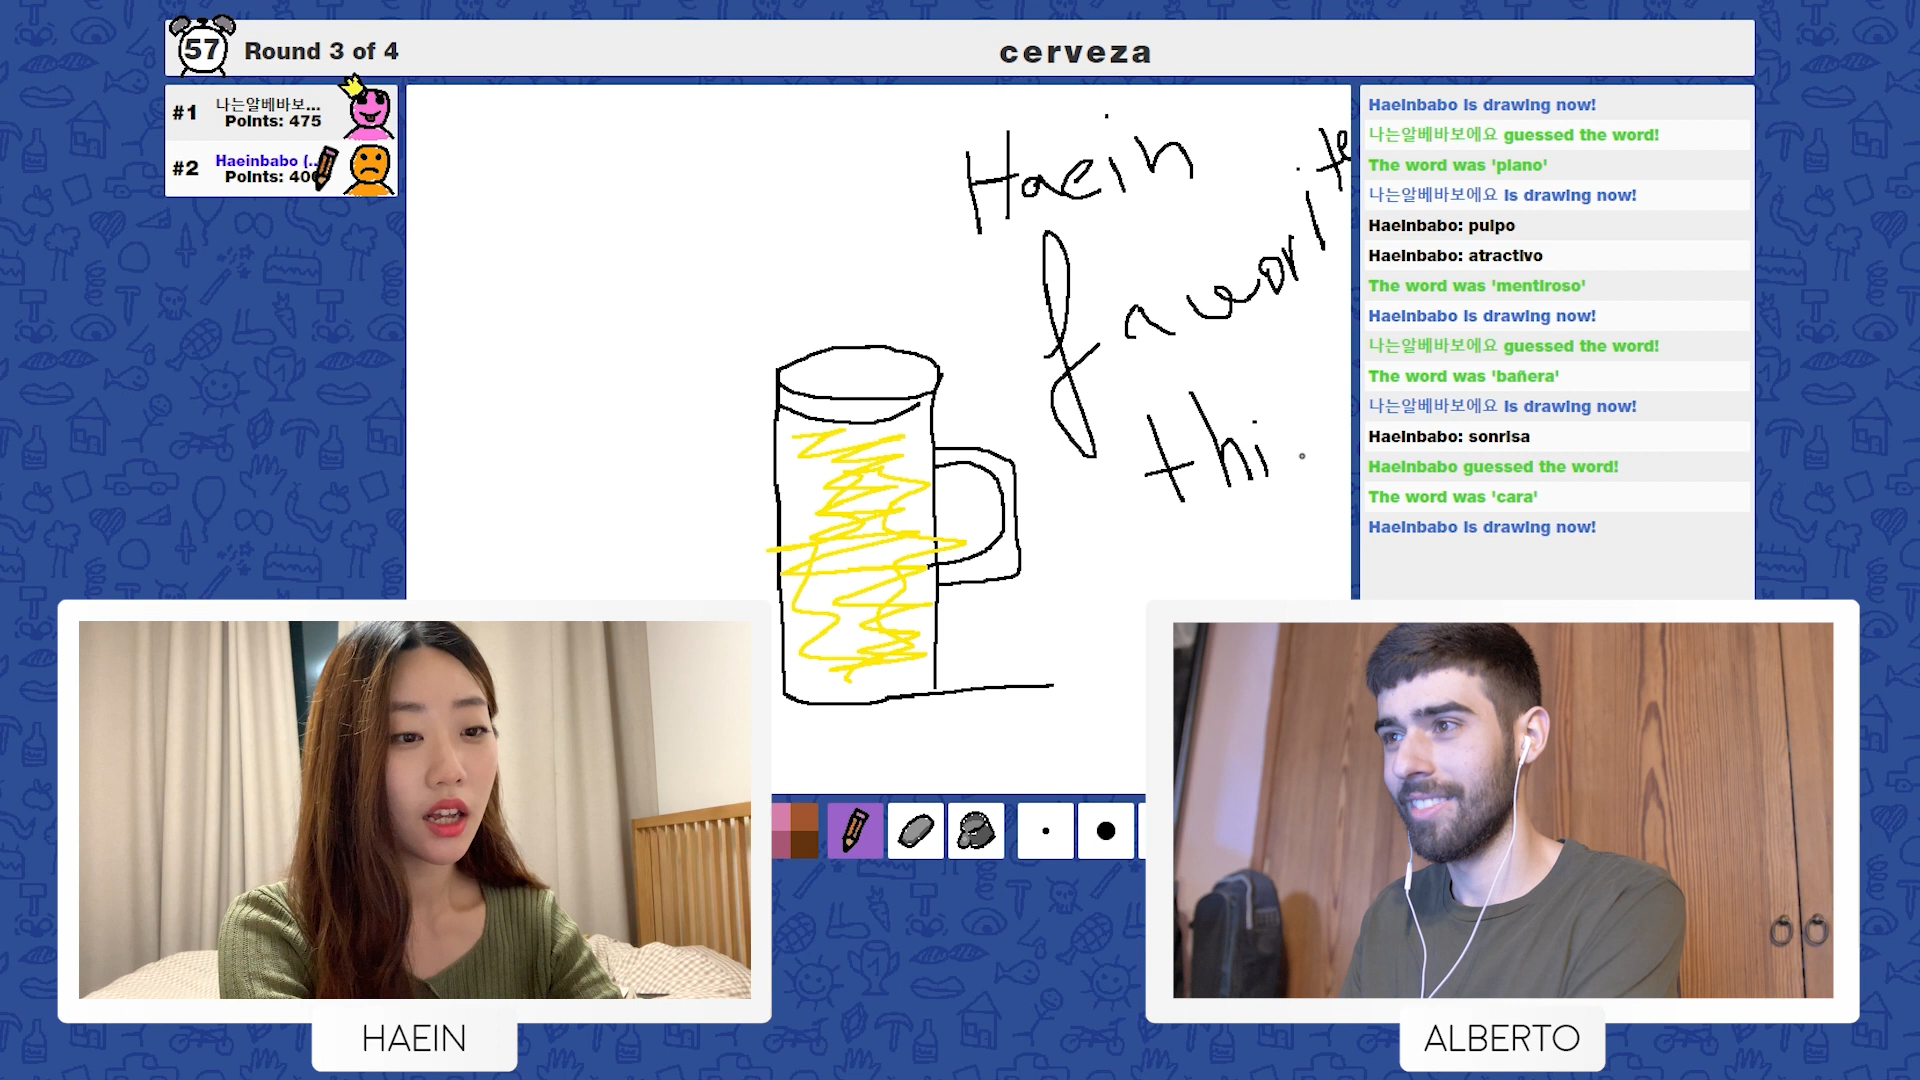 57
Round 3 of 4
cerveza
#1
나는알베바보...
Points: 475
#2
Haeinbabo (..
Points: 400
Haein
favorite
thi
Haeinbabo is drawing now!
나는알베바보에요 guessed the word!
The word was 'piano'
나는알베바보에요 is drawing now!
Haeinbabo: pulpo
Haeinbabo: atractivo
The word was 'mentiroso'
Haeinbabo is drawing now!
나는알베바보에요 guessed the word!
The word was 'bañera'
나는알베바보에요 is drawing now!
Haeinbabo: sonrisa
Haeinbabo guessed the word!
The word was 'cara'
Haeinbabo is drawing now!
HAEIN
ALBERTO